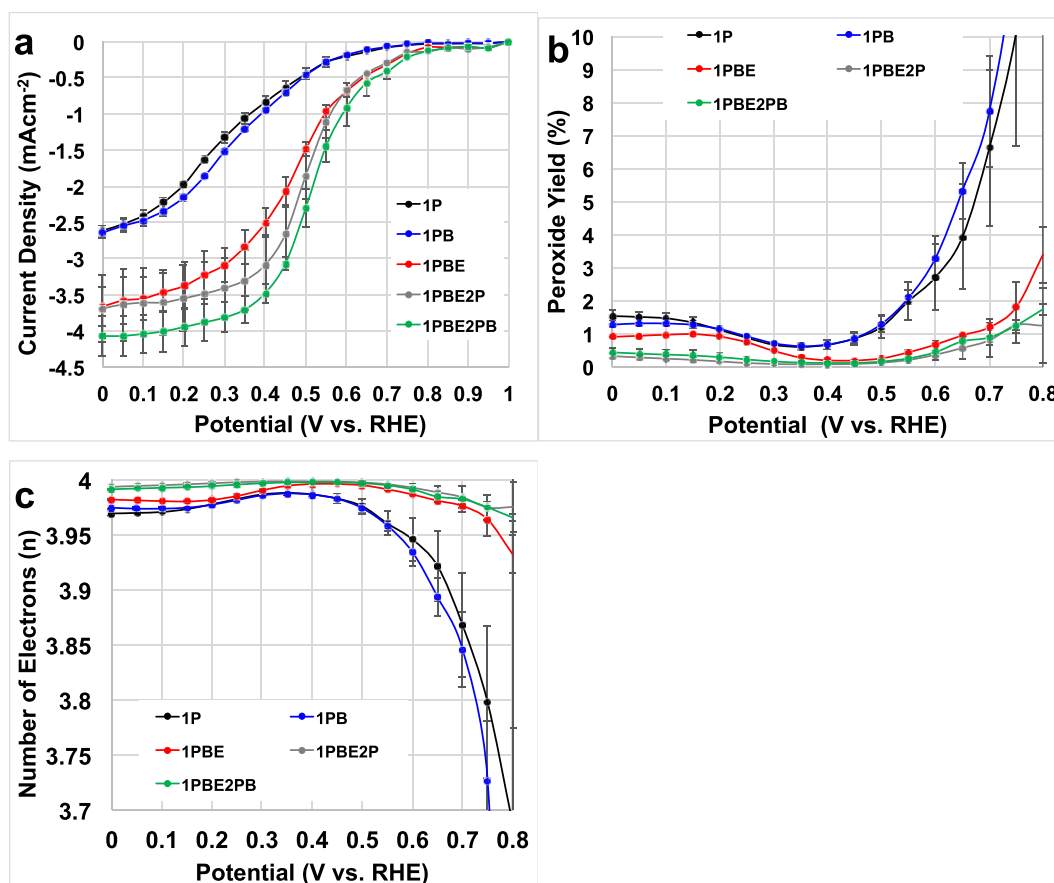 a
0
-0.5
-1
-1.5
-2
-2.5
-3
-3.5
-4
-4.5
Current Density (mAcm⁻²)
1P
1PB
1PBE
1PBE2P
1PBE2PB
0 0.1 0.2 0.3 0.4 0.5 0.6 0.7 0.8 0.9 1
Potential (V vs. RHE)
b
10
9
8
7
6
5
4
3
2
1
0
Peroxide Yield (%)
1P 1PB
1PBE 1PBE2P
1PBE2PB
0 0.1 0.2 0.3 0.4 0.5 0.6 0.7 0.8
Potential (V vs. RHE)
c
4
3.95
3.9
3.85
3.8
3.75
3.7
Number of Electrons (n)
1P 1PB
1PBE 1PBE2P
1PBE2PB
0 0.1 0.2 0.3 0.4 0.5 0.6 0.7 0.8
Potential (V vs. RHE)